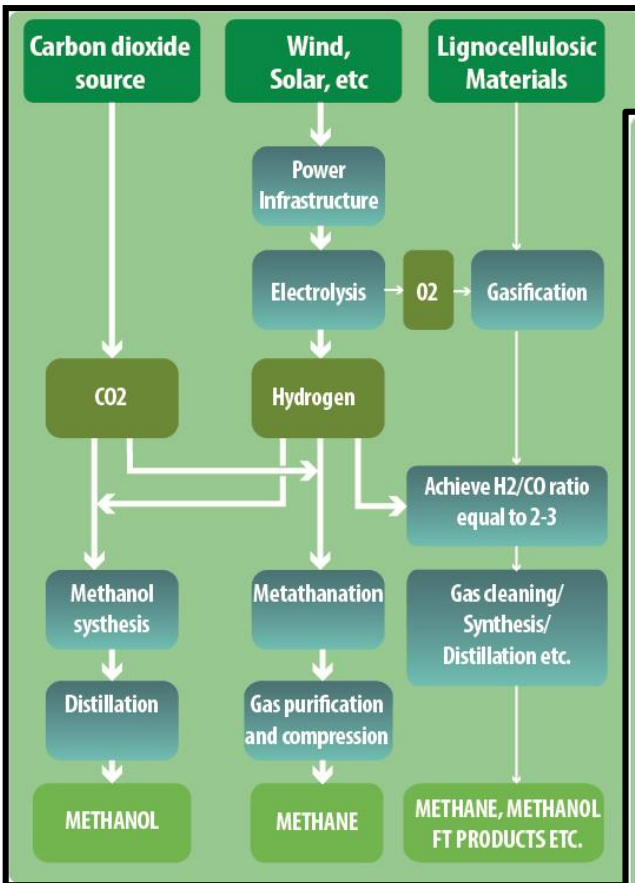 Carbon dioxide
source
Wind,
Solar, etc
Lignocellulosic
Materials
Power
Infrastructure
Electrolysis
O2
Gasification
CO2
Hydrogen
Achieve H2/CO ratio
equal to 2-3
Methanol
systhesis
Metathanation
Gas cleaning/
Synthesis/
Distillation etc.
Distillation
Gas purification
and compression
METHANOL
METHANE
METHANE, METHANOL
FT PRODUCTS ETC.